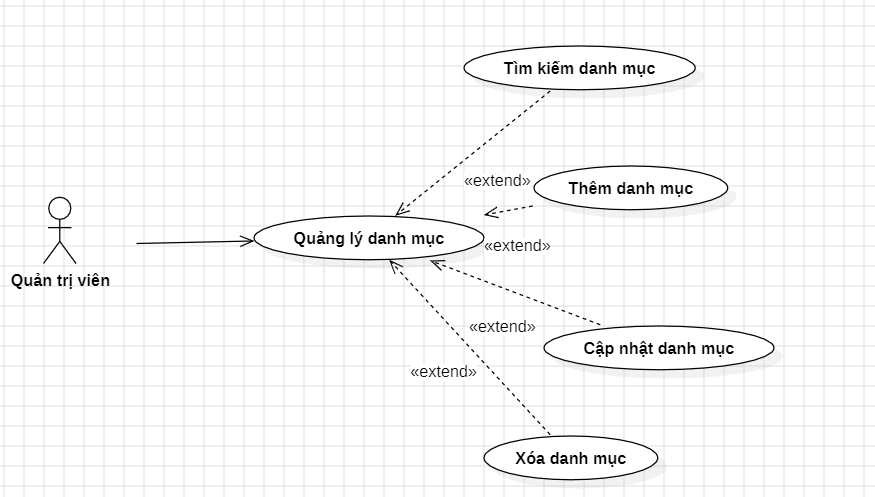 Tìm kiếm danh mục
«extend»
Thêm danh mục
Quảng lý danh mục
«extend»
Quản trị viên
«extend»
Cập nhật danh mục
«extend»
Xóa danh mục